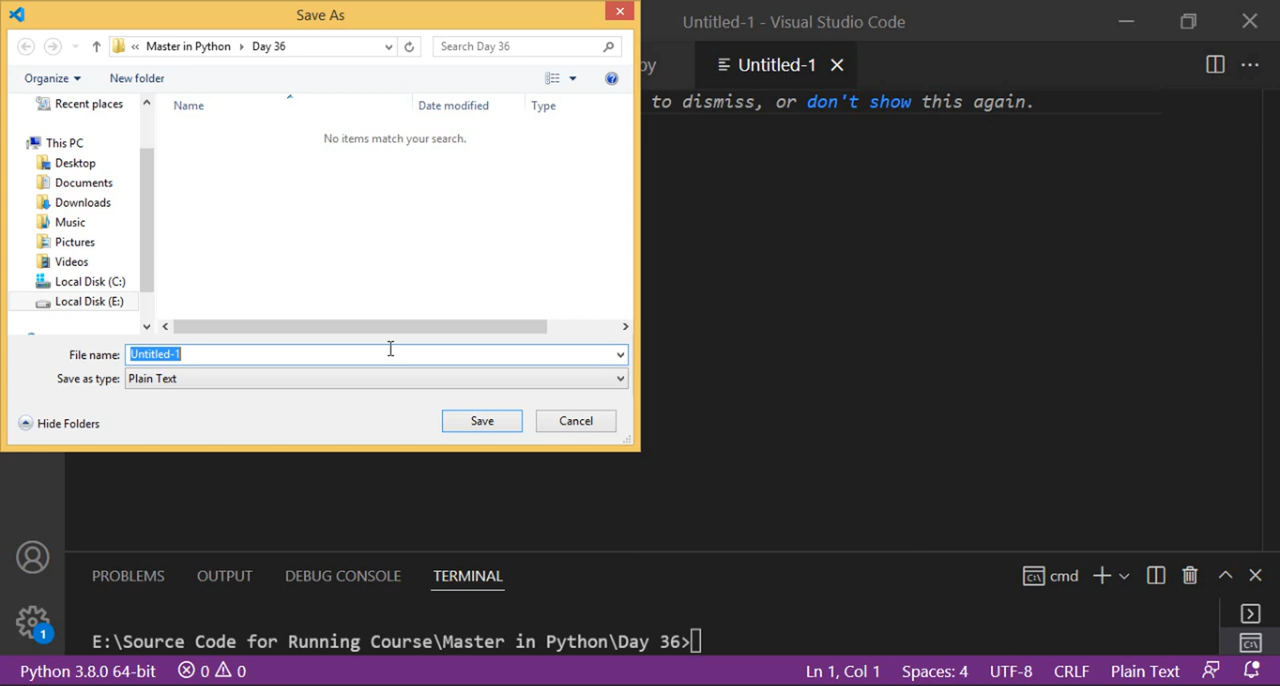 Save As
Untitled-1 - Visual Studio Code
« Master in Python › Day 36
Search Day 36
py
Untitled-1
Organize
New folder
to dismiss, or don't show this again.
Recent places
This PC
Desktop
Documents
Downloads
Music
Pictures
Videos
Local Disk (C:)
Local Disk (E:)
Name
Date modified
Type
No items match your search.
File name: Untitled-1
Save as type: Plain Text
Hide Folders
Save
Cancel
PROBLEMS
OUTPUT
DEBUG CONSOLE
TERMINAL
cmd
E:\Source Code for Running Course\Master in Python\Day 36>
1
Python 3.8.0 64-bit
0
0
Ln 1, Col 1
Spaces: 4
UTF-8
CRLF
Plain Text